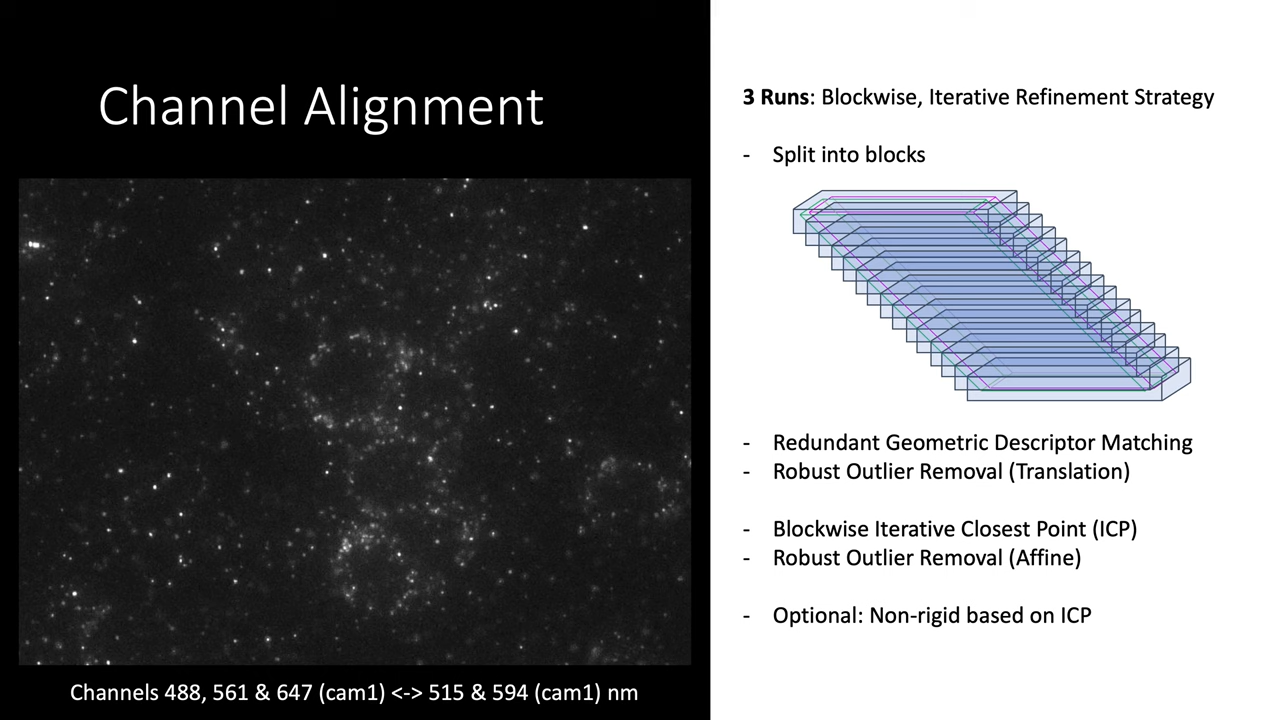 Channel Alignment
Channels 488, 561 & 647 (cam1) <-> 515 & 594 (cam1) nm
3 Runs: Blockwise, Iterative Refinement Strategy
- Split into blocks
- Redundant Geometric Descriptor Matching
- Robust Outlier Removal (Translation)
- Blockwise Iterative Closest Point (ICP)
- Robust Outlier Removal (Affine)
- Optional: Non-rigid based on ICP